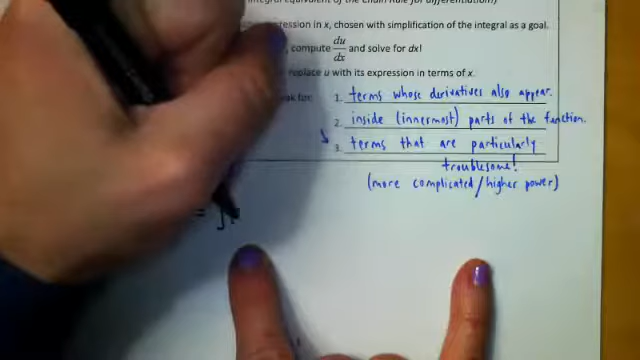 integral equivalent of the Chain Rule for differentiation!)
expression in x, chosen with simplification of the integral as a goal.
compute du/dx and solve for dx!
replace u with its expression in terms of x.
for: 1. terms whose derivatives also appear.
2. inside (innermost) parts of the function.
3. terms that are particularly
troublesome!
(more complicated/higher power)
= ∫